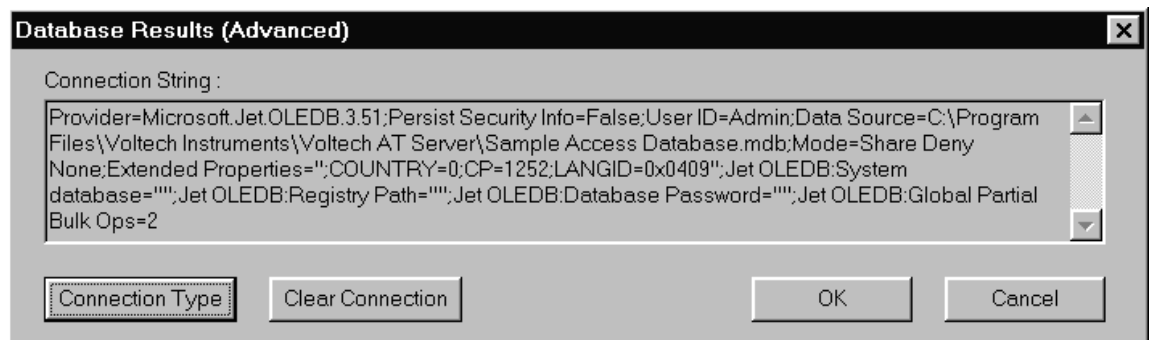 Database Results (Advanced)
Connection String :
Provider=Microsoft.Jet.OLEDB.3.51;Persist Security Info=False;User ID=Admin;Data Source=C:\Program
Files\Voltech Instruments\Voltech AT Server\Sample Access Database.mdb;Mode=Share Deny
None;Extended Properties=";COUNTRY=0;CP=1252;LANGID=0x0409";Jet OLEDB:System
database="";Jet OLEDB:Registry Path="";Jet OLEDB:Database Password="";Jet OLEDB:Global Partial
Bulk Ops=2
Connection Type Clear Connection OK Cancel